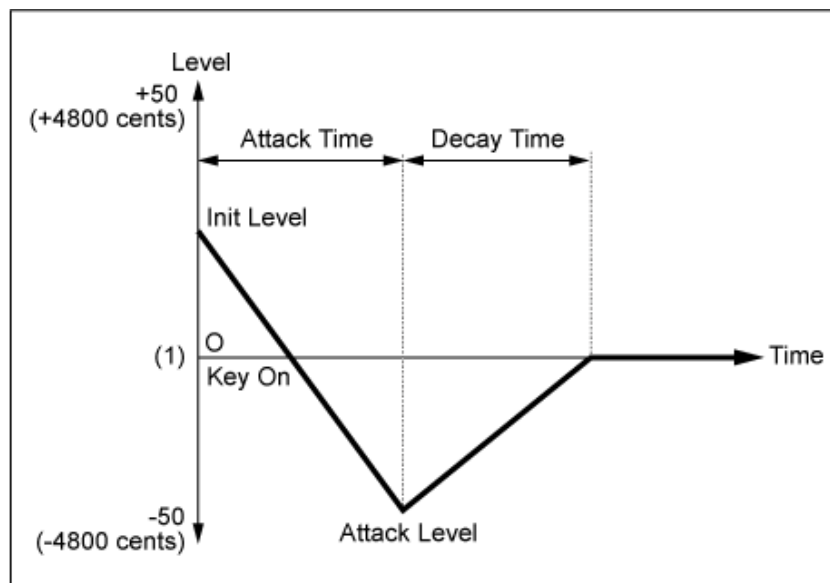 Level
+50
(+4800 cents)
Attack Time
Decay Time
Init Level
O
(1)
Time
Key On
-50
(-4800 cents)
Attack Level